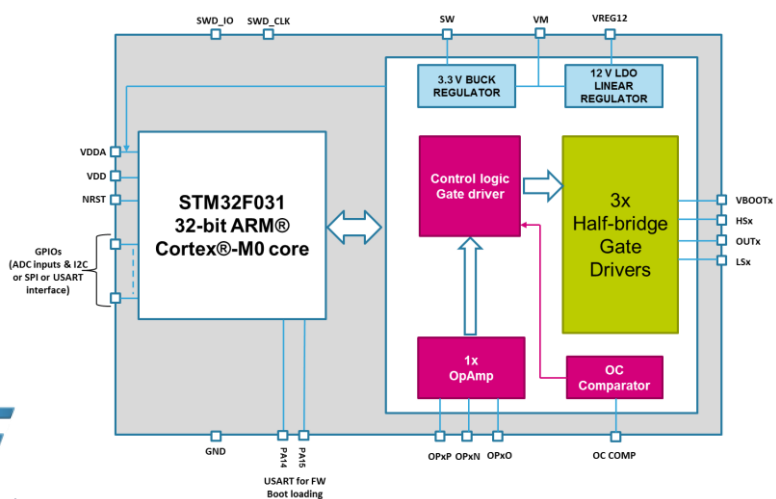 SWD_IO
SWD_CLK
SW
VM
VREG12
3.3 V BUCK
REGULATOR
12 V LDO
LINEAR
REGULATOR
VDDA
VDD
NRST
GPIOs
(ADC inputs & I2C
or SPI or USART
interface)
STM32F031
32-bit ARM®
Cortex®-M0 core
Control logic
Gate driver
3x
Half-bridge
Gate
Drivers
VBOOTx
HSx
OUTx
LSx
1x
OpAmp
OC
Comparator
GND
PA14
PA15
USART for FW
Boot loading
OPxP
OPxN
OPxO
OC COMP